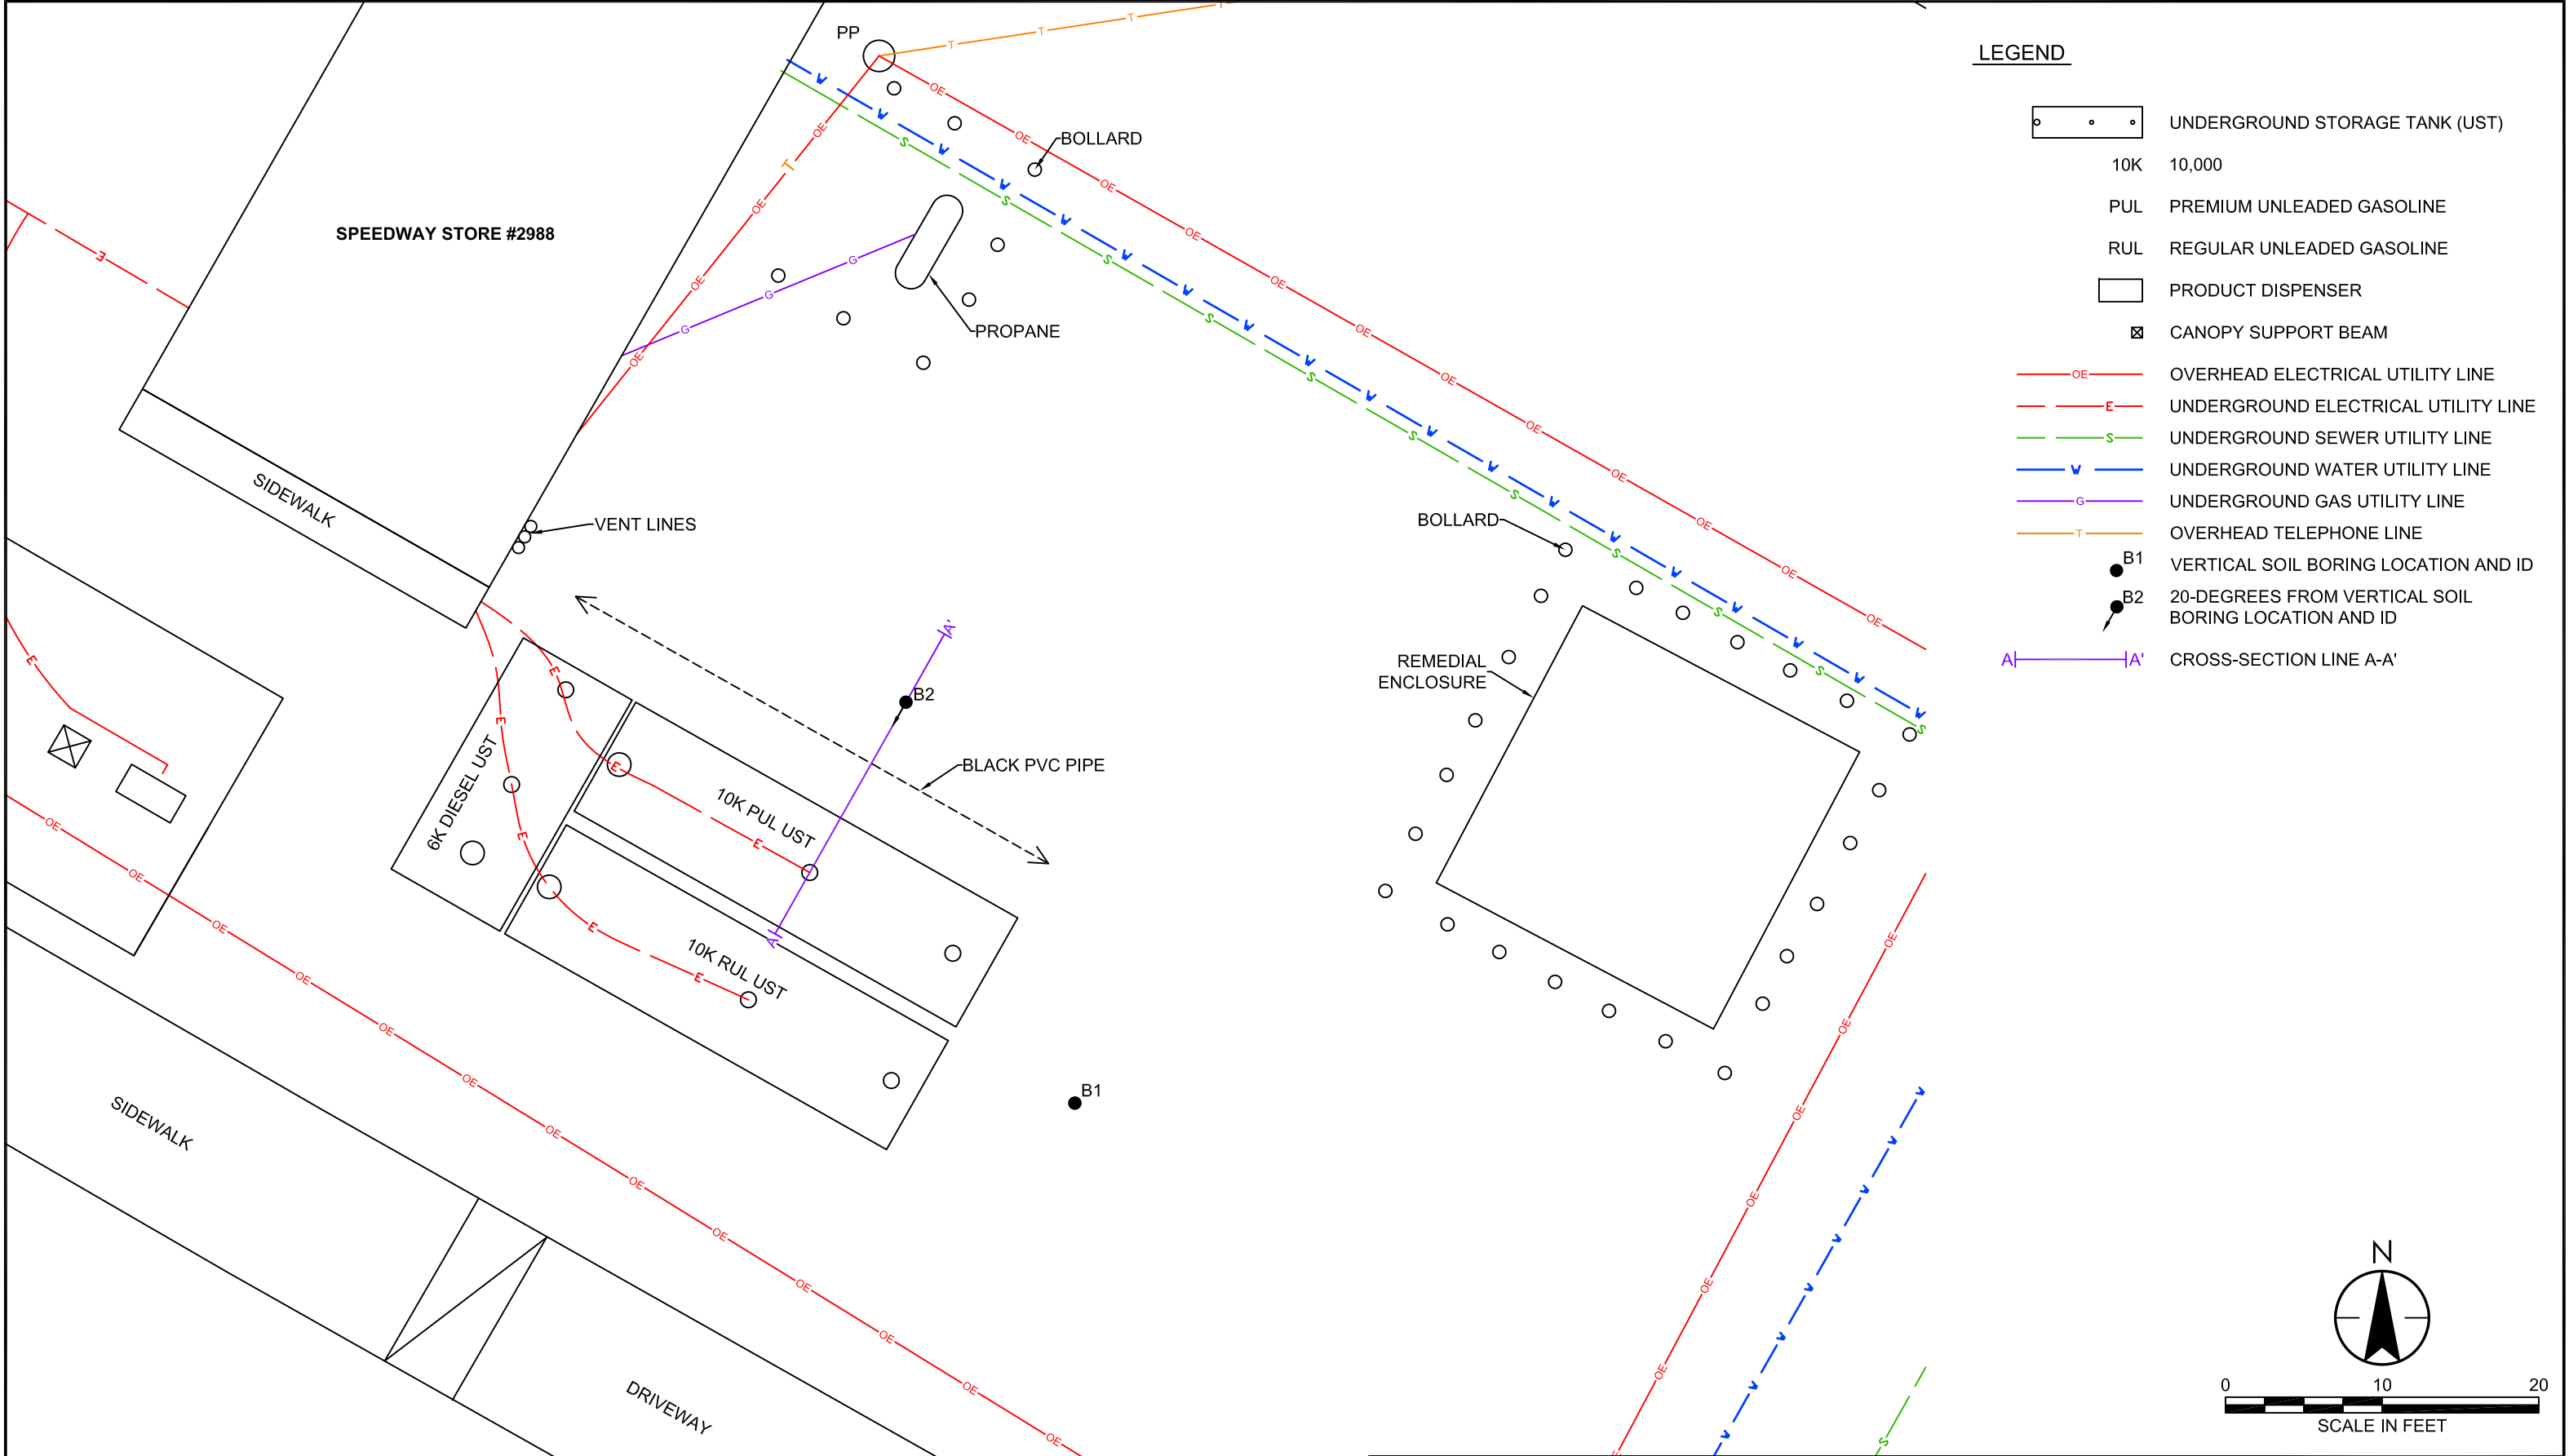 PP
BOLLARD
SPEEDWAY STORE #2988
PROPANE
SIDEWALK
VENT LINES
BOLLARD
A'
B2
REMEDIAL
ENCLOSURE
BLACK PVC PIPE
6K DIESEL UST
10K PUL UST
A
10K RUL UST
B1
SIDEWALK
DRIVEWAY
OE
E
S
W
G
T
LEGEND
UNDERGROUND STORAGE TANK (UST)
10K 10,000
PUL PREMIUM UNLEADED GASOLINE
RUL REGULAR UNLEADED GASOLINE
PRODUCT DISPENSER
CANOPY SUPPORT BEAM
OE OVERHEAD ELECTRICAL UTILITY LINE
E UNDERGROUND ELECTRICAL UTILITY LINE
S UNDERGROUND SEWER UTILITY LINE
W UNDERGROUND WATER UTILITY LINE
G UNDERGROUND GAS UTILITY LINE
T OVERHEAD TELEPHONE LINE
B1 VERTICAL SOIL BORING LOCATION AND ID
B2 20-DEGREES FROM VERTICAL SOIL
BORING LOCATION AND ID
A A' CROSS-SECTION LINE A-A'
N
0 10 20
SCALE IN FEET